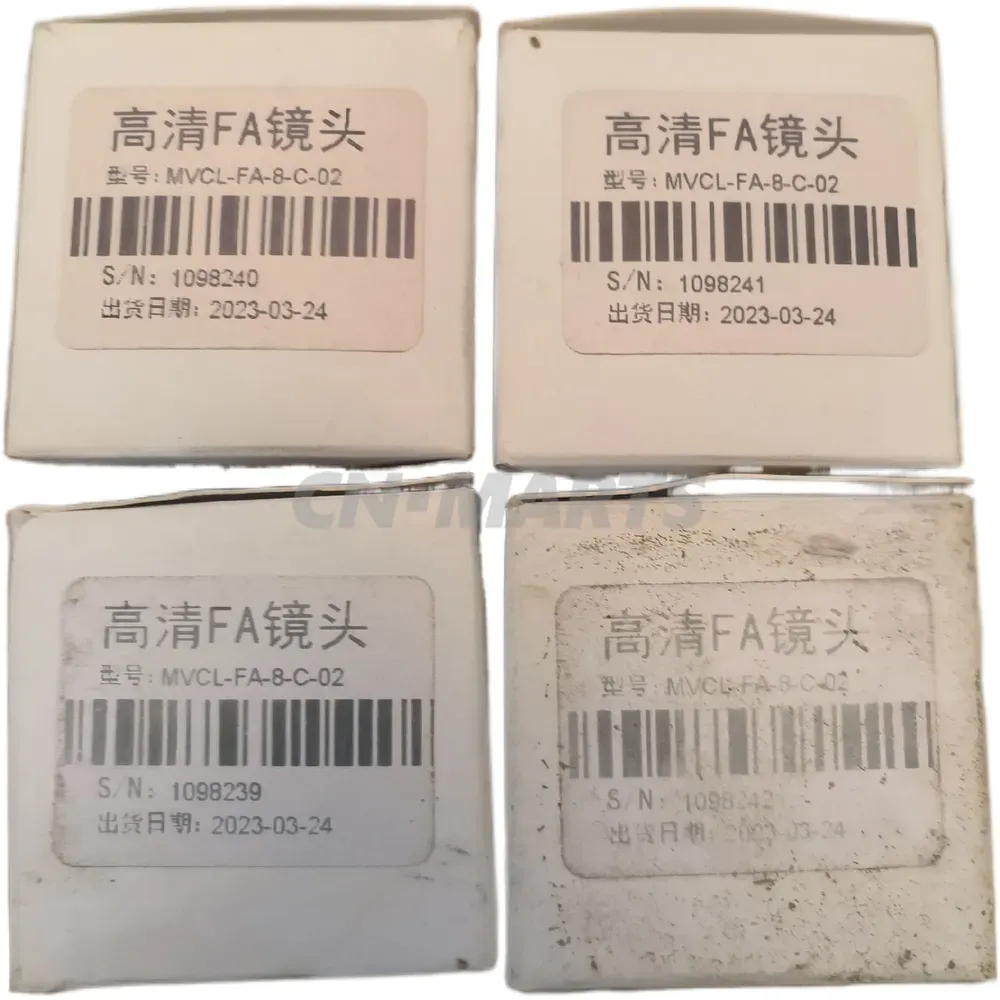 高清FA镜头
型号: MVCL-FA-8-C-02
S/N: 1098240
出货日期: 2023-03-24
高清FA镜头
型号: MVCL-FA-8-C-02
S/N: 1098241
出货日期: 2023-03-24
CN-MARTS
高清FA镜头
型号: MVCL-FA-8-C-02
S/N: 1098239
出货日期: 2023-03-24
高清FA镜头
型号: MVCL-FA-8-C-02
S/N: 1098242
出货日期: 2023-03-24